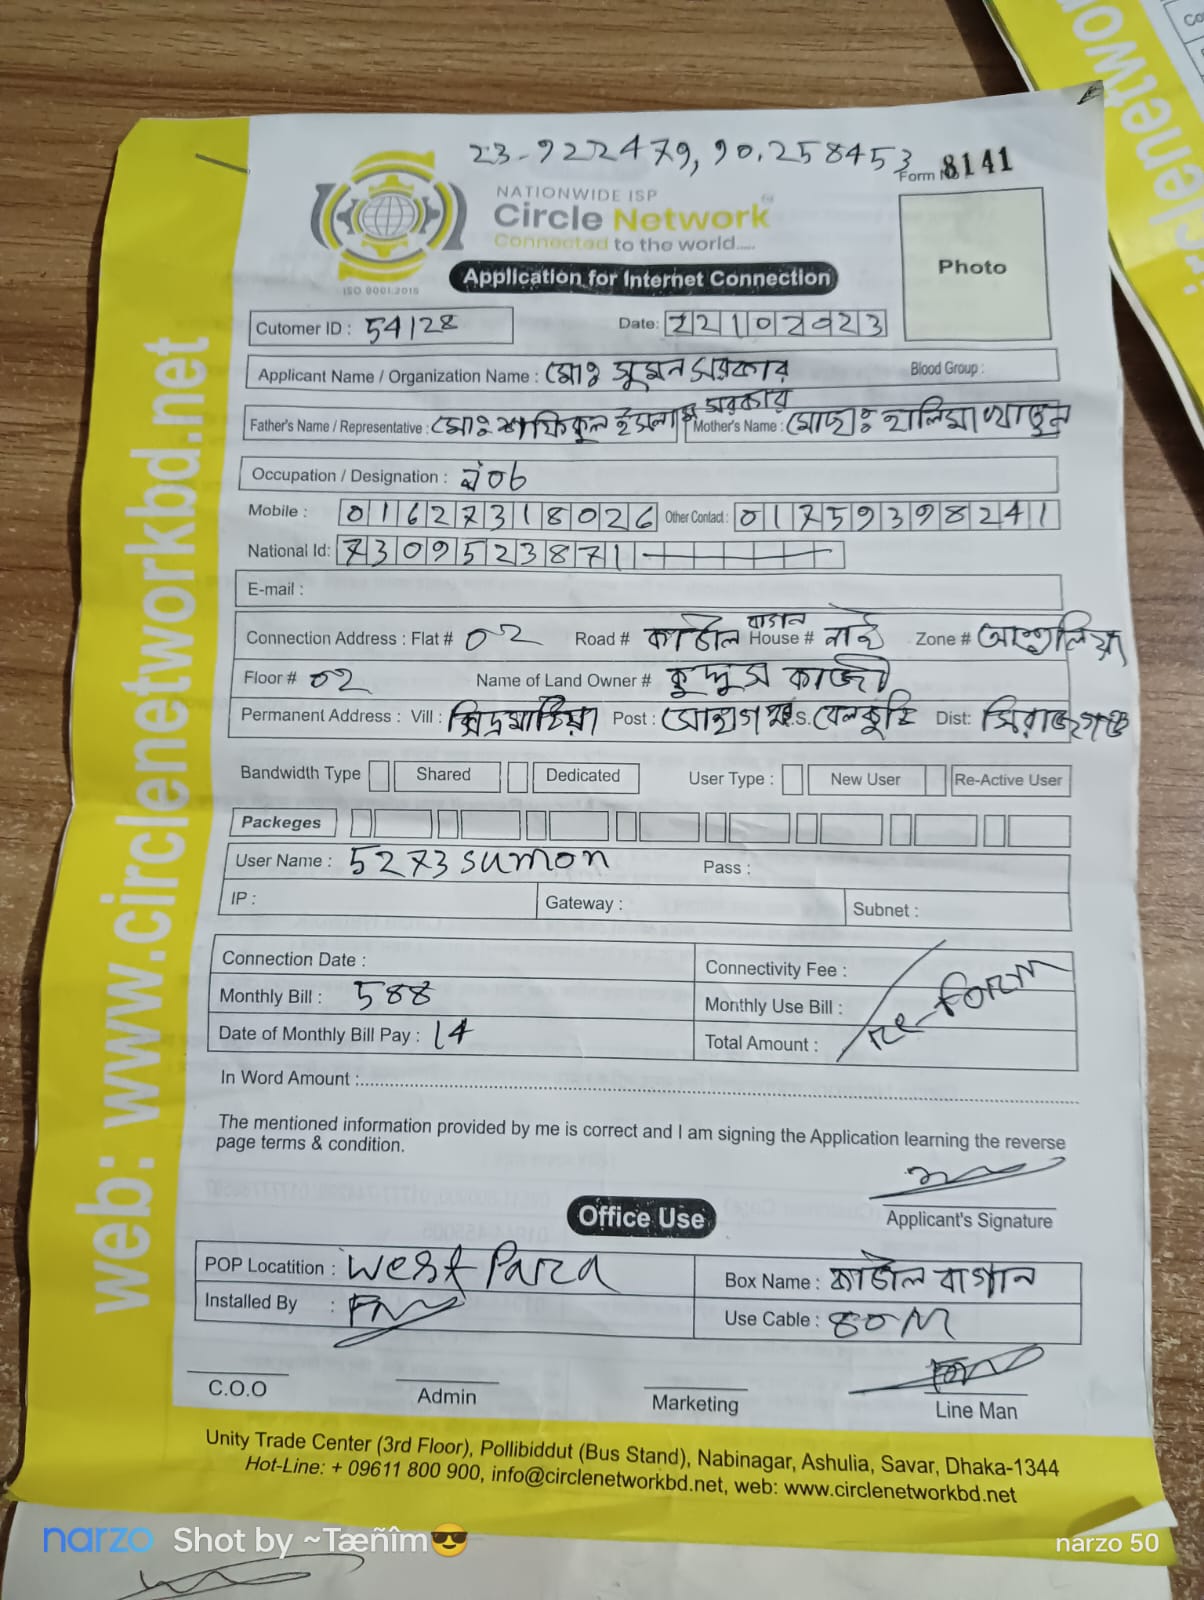 23-922479, 90.258453
Form 8141
NATIONWIDE ISP
Circle Network
Connected to the world.....
ISO 9001:2015
Application for Internet Connection
Photo
Cutomer ID : 54128
Date: 22102023
Applicant Name / Organization Name : মোঃ সুমন সরকার Blood Group :
Father's Name / Representative : মোঃ শফিকুল ইসলাম সরকার Mother's Name : মোছাঃ হালিমা খাতুন
Occupation / Designation : JOb
Mobile : 01627318026 Other Contact : 01759398241
National Id: 7309523871
E-mail :
Connection Address : Flat # 02 Road # কাঠাল বাগান House # নাই Zone # আশুলিয়া
Floor # 02 Name of Land Owner # কুদ্দুস কাজী
Permanent Address : Vill : Post : সোহাগপুর P.S. বেলকুচি Dist: সিরাজগঞ্জ
Bandwidth Type Shared Dedicated User Type : New User Re-Active User
Packeges
User Name : 5273sumon Pass :
IP : Gateway : Subnet :
Connection Date : Connectivity Fee :
Monthly Bill : 588 Monthly Use Bill :
Date of Monthly Bill Pay : 14 Total Amount :
Re-Form
In Word Amount :
The mentioned information provided by me is correct and I am signing the Application learning the reverse
page terms & condition.
Applicant's Signature
Office Use
POP Locatition : West Para Box Name : কাঠাল বাগান
Installed By : Use Cable : 80M
C.O.O Admin Marketing Line Man
Unity Trade Center (3rd Floor), Pollibiddut (Bus Stand), Nabinagar, Ashulia, Savar, Dhaka-1344
Hot-Line: + 09611 800 900, info@circlenetworkbd.net, web: www.circlenetworkbd.net
web: www.circlenetworkbd.net
narzo Shot by ~Tæñîm😎
narzo 50